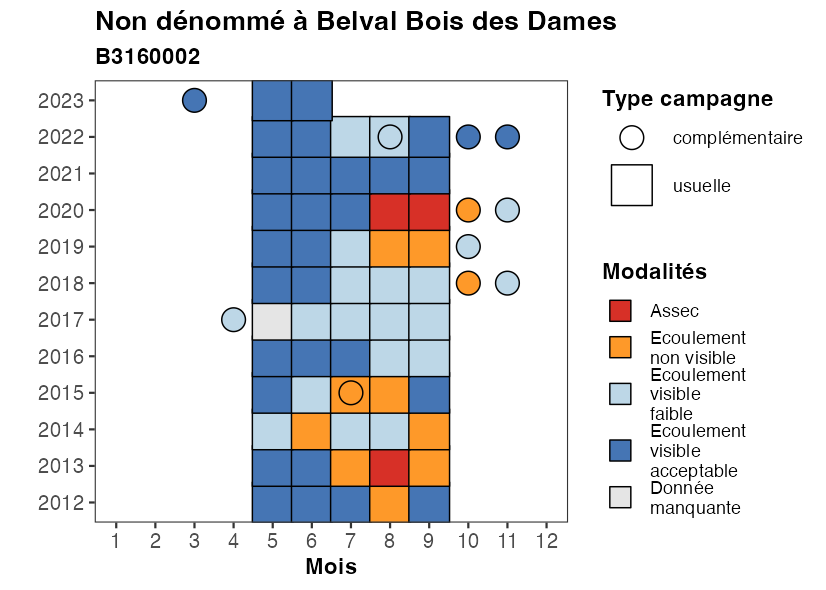 Non dénommé à Belval Bois des Dames
B3160002
2023
2022
2021
2020
2019
2018
2017
2016
2015
2014
2013
2012
1 2 3 4 5 6 7 8 9 10 11 12
Mois
Type campagne
complémentaire
usuelle
Modalités
Assec
Ecoulement
non visible
Ecoulement
visible
faible
Ecoulement
visible
acceptable
Donnée
manquante